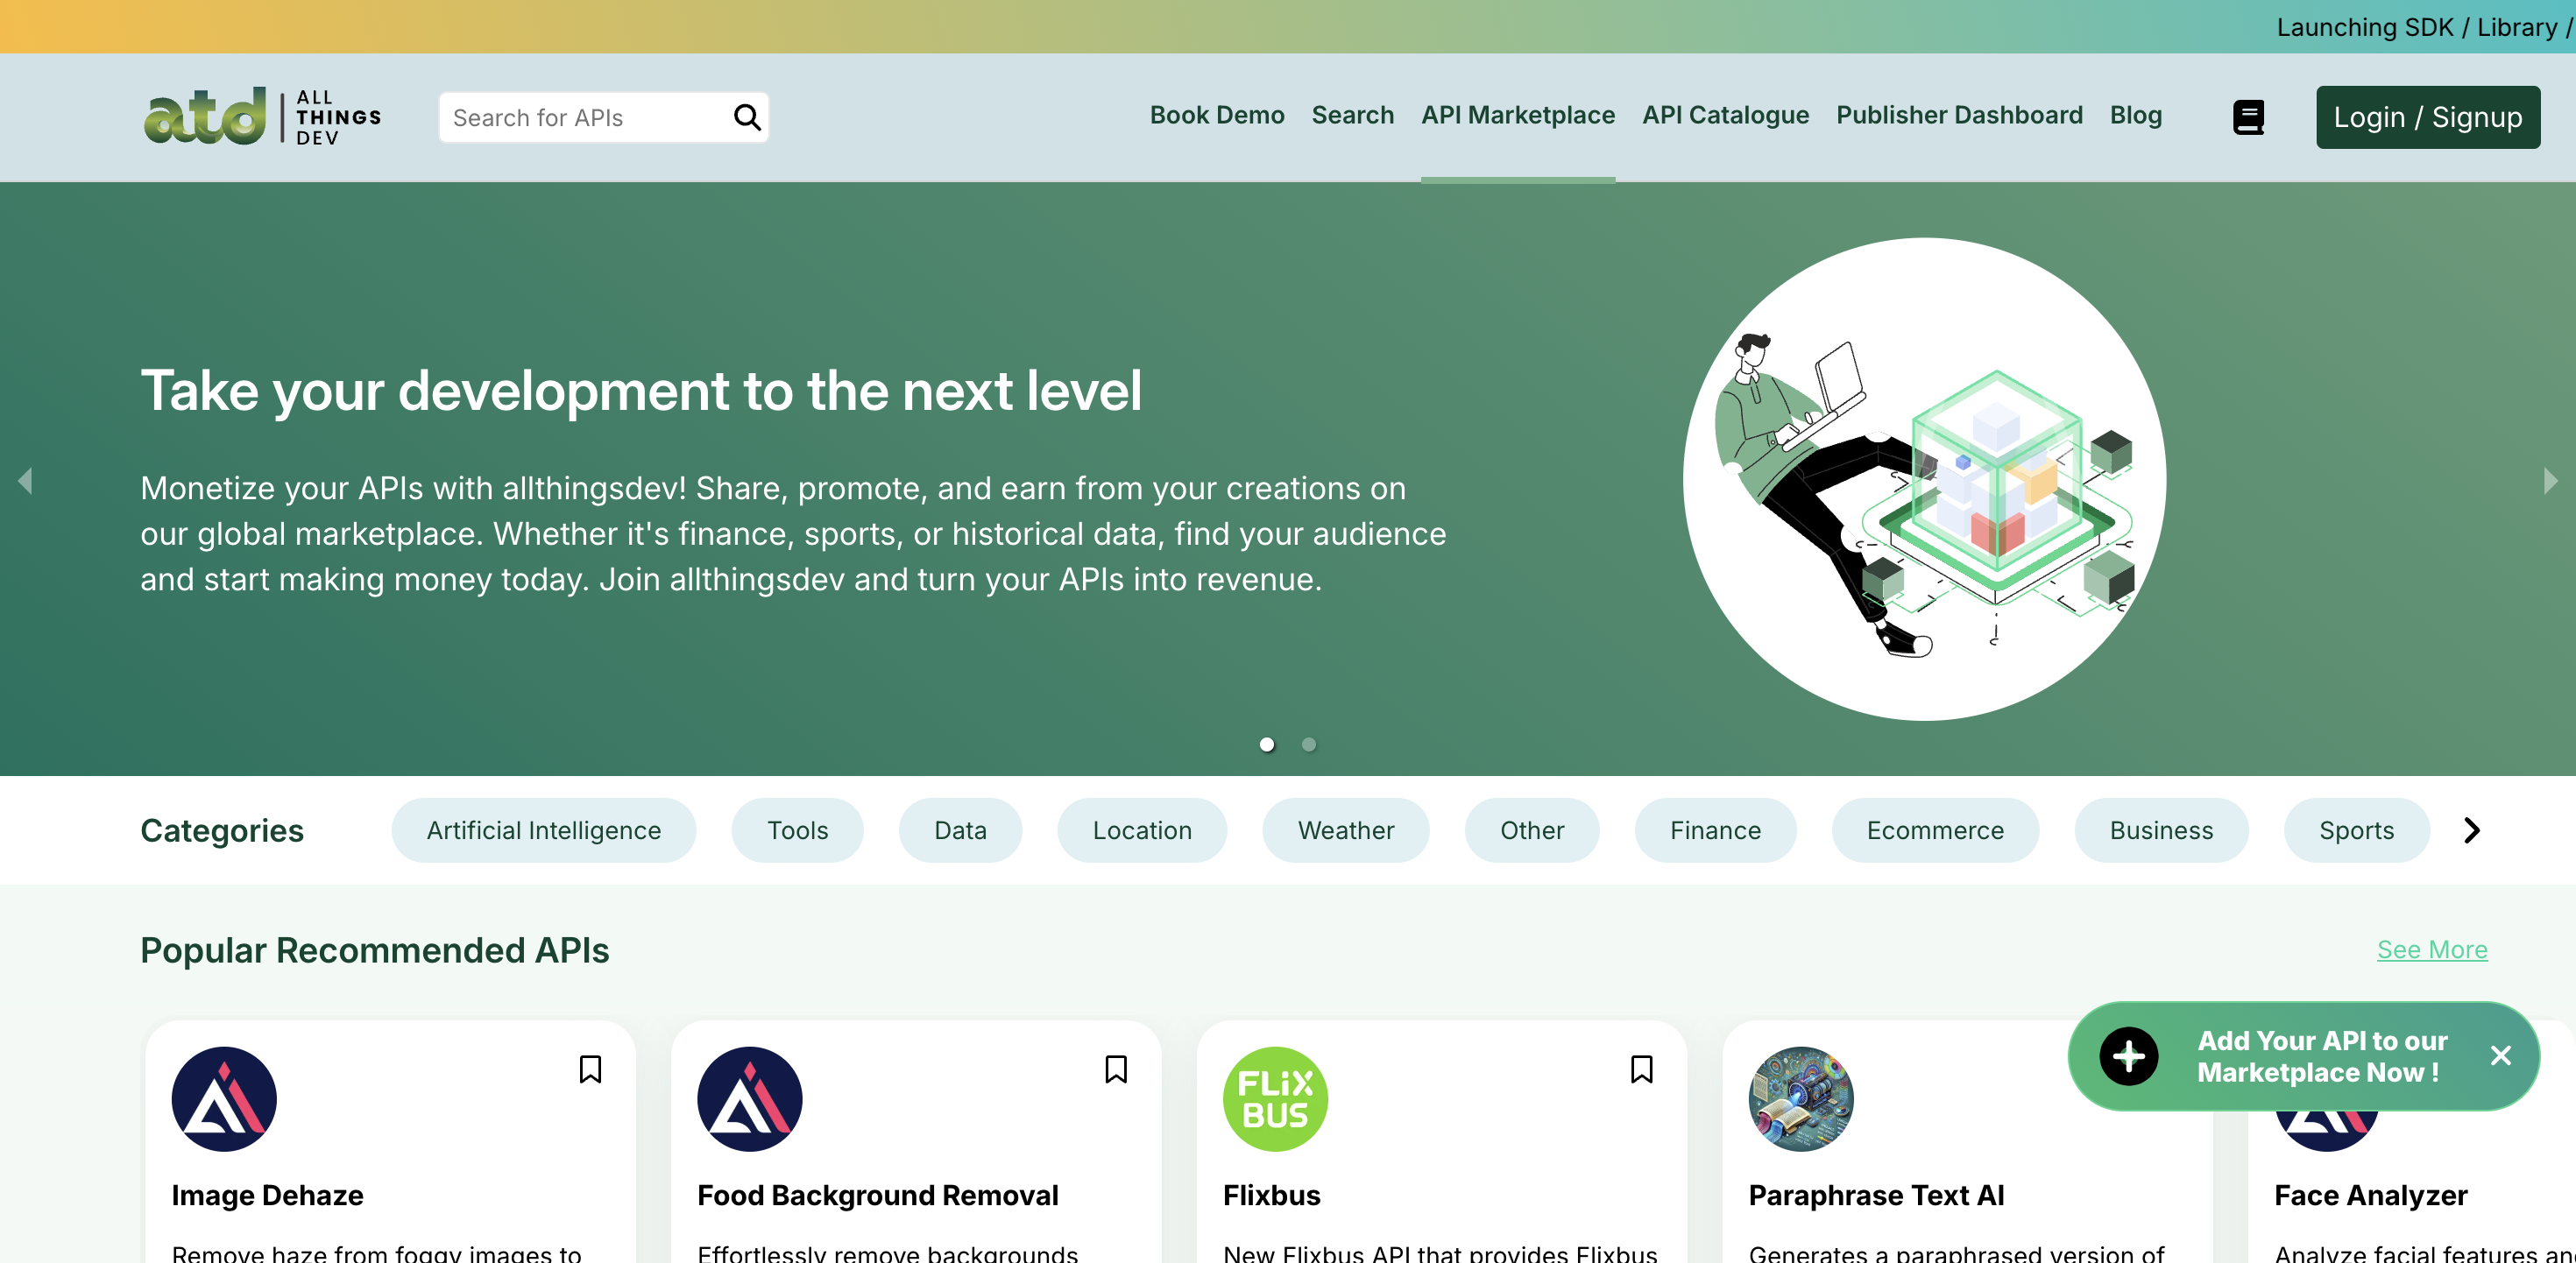 Launching SDK / Library /
atd
ALL
THINGS
DEV
Search for APIs
Book Demo
Search
API Marketplace
API Catalogue
Publisher Dashboard
Blog
Login / Signup
Take your development to the next level
Monetize your APIs with allthingsdev! Share, promote, and earn from your creations on
our global marketplace. Whether it's finance, sports, or historical data, find your audience
and start making money today. Join allthingsdev and turn your APIs into revenue.
Categories
Artificial Intelligence
Tools
Data
Location
Weather
Other
Finance
Ecommerce
Business
Sports
Popular Recommended APIs
See More
Add Your API to our
Marketplace Now !
FLiX
BUS
Image Dehaze
Food Background Removal
Flixbus
Paraphrase Text AI
Face Analyzer
Remove haze from foggy images to
Effortlessly remove backgrounds
New Flixbus API that provides Flixbus
Generates a paraphrased version of
Analyze facial features